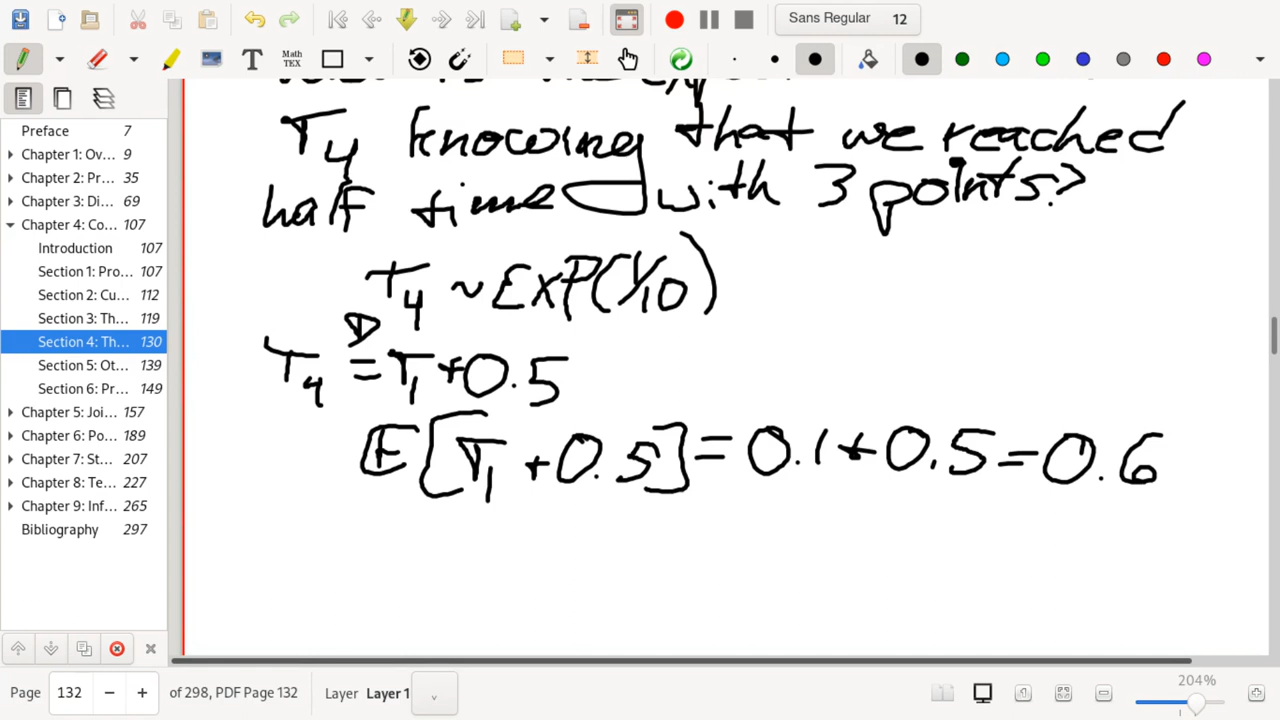 Sans Regular 12
T
Math
TEX
Preface 7
Chapter 1: Ov... 9
Chapter 2: Pr... 35
Chapter 3: Di... 69
Chapter 4: Co... 107
Introduction 107
Section 1: Pro... 107
Section 2: Cu... 112
Section 3: Th... 119
Section 4: Th... 130
Section 5: Ot... 139
Section 6: Pr... 149
Chapter 5: Joi... 157
Chapter 6: Po... 189
Chapter 7: St... 207
Chapter 8: Te... 227
Chapter 9: Inf... 265
Bibliography 297
T4 knowing that we reached
half time with 3 points?
T4 ~ EXP(1/10)
T4 D= T1+0.5
E[T1+0.5]=0.1+0.5=0.6
Page 132 − + of 298, PDF Page 132 Layer Layer 1 204%